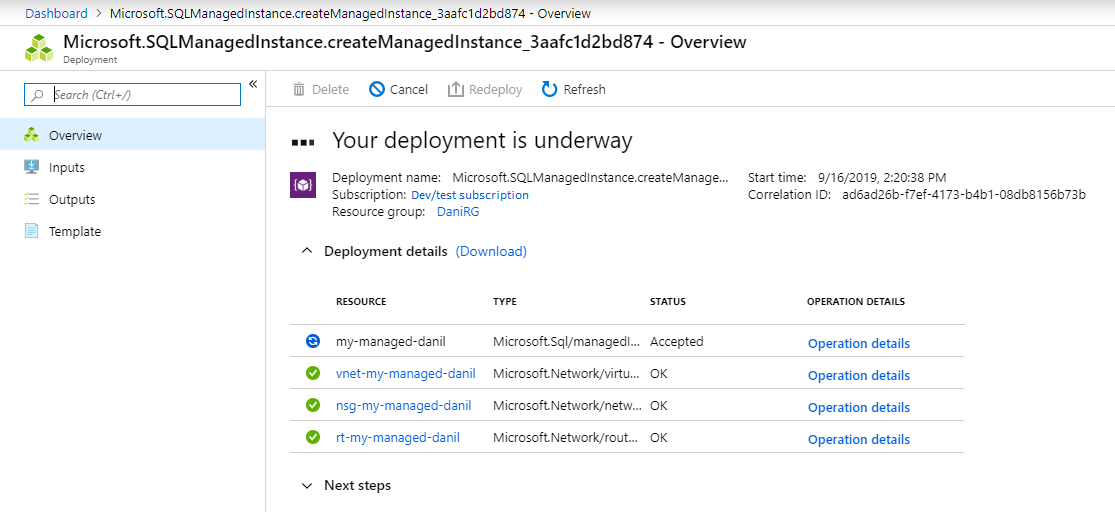 Dashboard > Microsoft.SQLManagedInstance.createManagedInstance_3aafc1d2bd874 - Overview
Microsoft.SQLManagedInstance.createManagedInstance_3aafc1d2bd874 - Overview
Deployment
Search (Ctrl+/)
«
Overview
Inputs
Outputs
Template
Delete Cancel Redeploy Refresh
Your deployment is underway
Deployment name: Microsoft.SQLManagedInstance.createManage...
Subscription: Dev/test subscription
Resource group: DaniRG
Start time: 9/16/2019, 2:20:38 PM
Correlation ID: ad6ad26b-f7ef-4173-b4b1-08db8156b73b
Deployment details (Download)
RESOURCE TYPE STATUS OPERATION DETAILS
my-managed-danil Microsoft.Sql/managedI... Accepted Operation details
vnet-my-managed-danil Microsoft.Network/virtu... OK Operation details
nsg-my-managed-danil Microsoft.Network/netw... OK Operation details
rt-my-managed-danil Microsoft.Network/rout... OK Operation details
Next steps